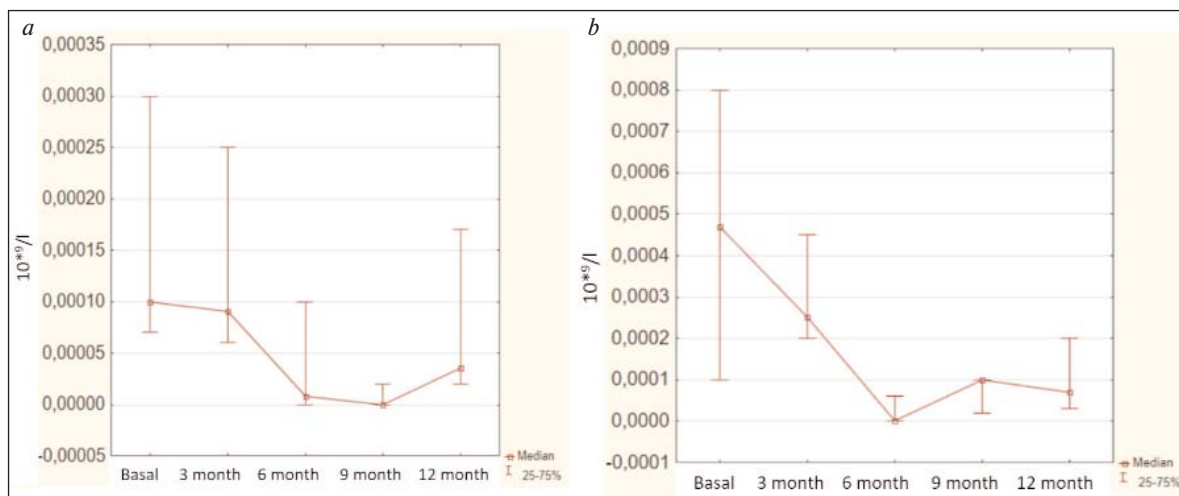 a
0,00035
0,00030
0,00025
0,00020
0,00015
0,00010
0,00005
0,00000
-0,00005
10*⁹/l
Basal 3 month 6 month 9 month 12 month
Median
25-75%
b
0,0009
0,0008
0,0007
0,0006
0,0005
0,0004
0,0003
0,0002
0,0001
0,0000
-0,0001
10*⁹/l
Basal 3 month 6 month 9 month 12 month
Median
25-75%